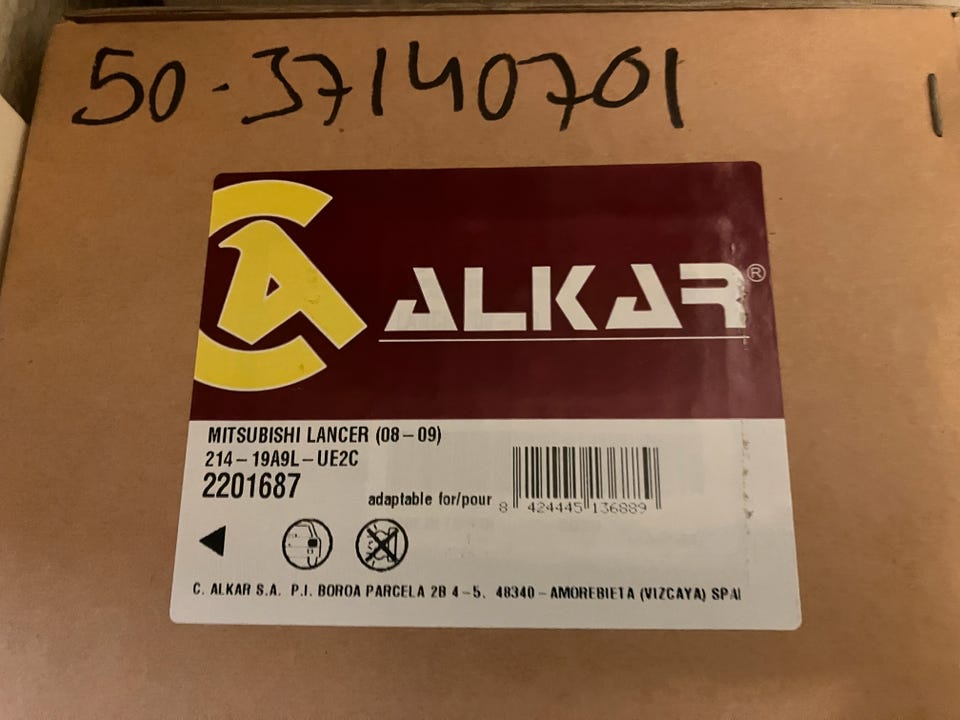 50-37140701
ALKAR®
MITSUBISHI LANCER (08-09)
214-19A9L-UE2C
2201687
adaptable for/pour
8 424445 136889
C. ALKAR S.A. P.I. BOROA PARCELA 2B 4-5, 48340-AMOREBIETA (VIZCAYA) SPAI